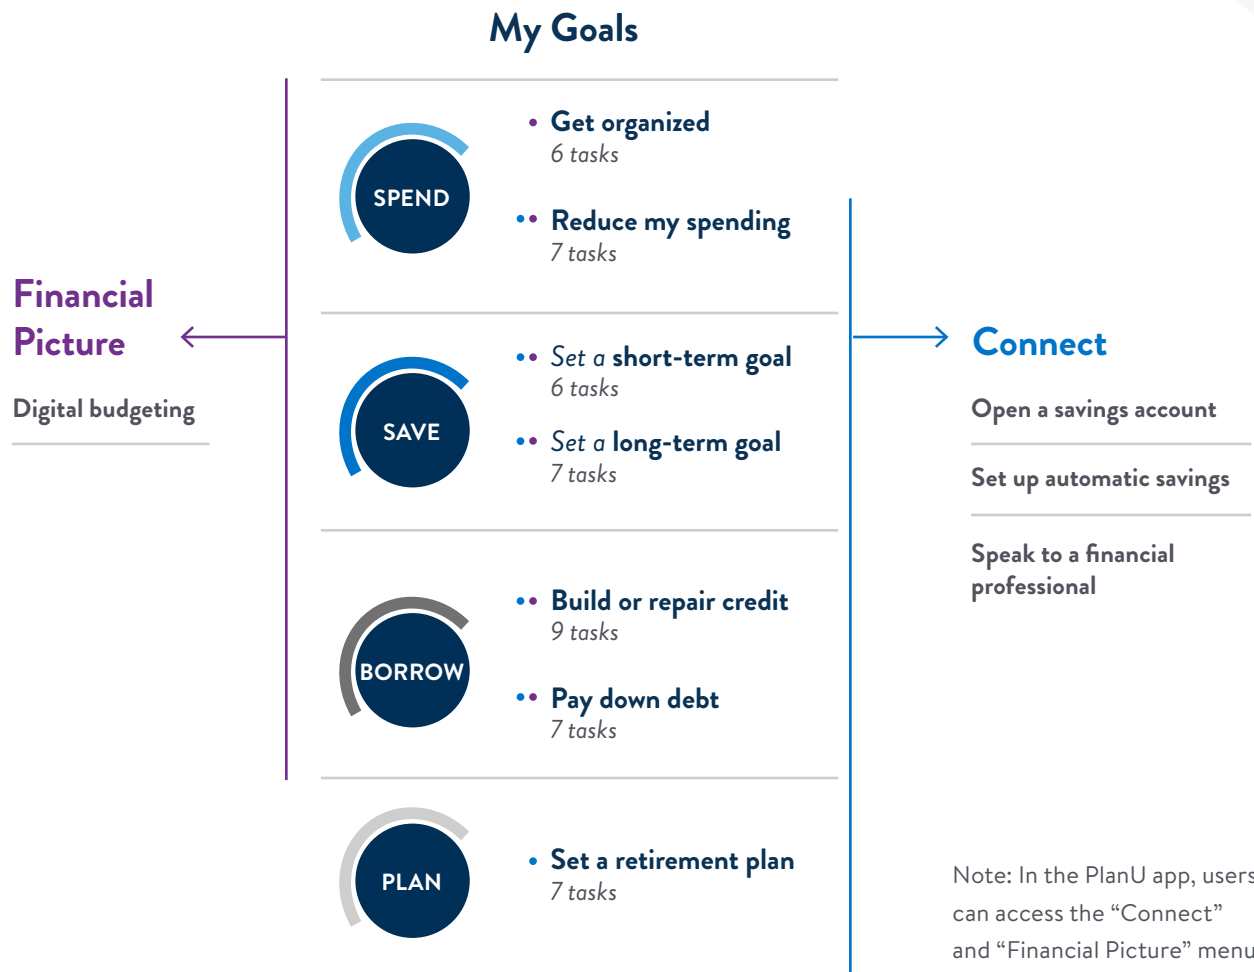 My Goals
SPEND
Get organized
6 tasks
Reduce my spending
7 tasks
Financial
Picture
Digital budgeting
SAVE
Set a short-term goal
6 tasks
Set a long-term goal
7 tasks
Connect
Open a savings account
Set up automatic savings
Speak to a financial
professional
BORROW
Build or repair credit
9 tasks
Pay down debt
7 tasks
PLAN
Set a retirement plan
7 tasks
Note: In the PlanU app, users
can access the “Connect”
and “Financial Picture” menu